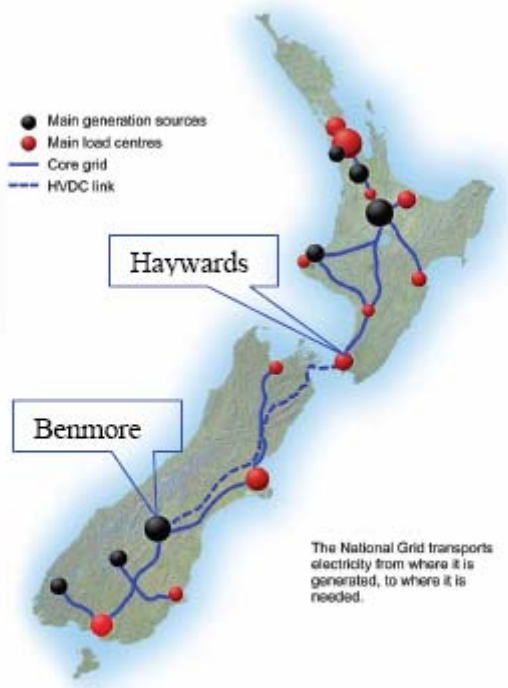 Main generation sources
Main load centres
Core grid
HVDC link
Haywards
Benmore
The National Grid transports
electricity from where it is
generated, to where it is
needed.